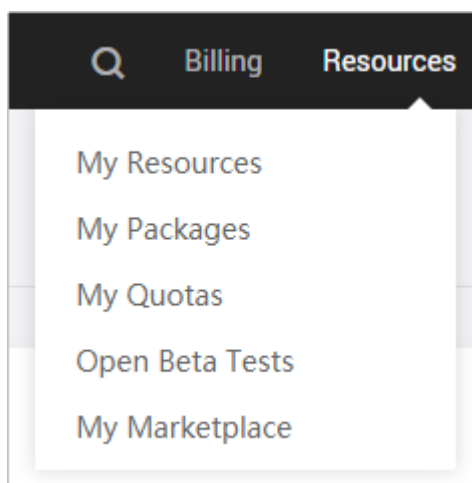 Billing Resources
My Resources
My Packages
My Quotas
Open Beta Tests
My Marketplace